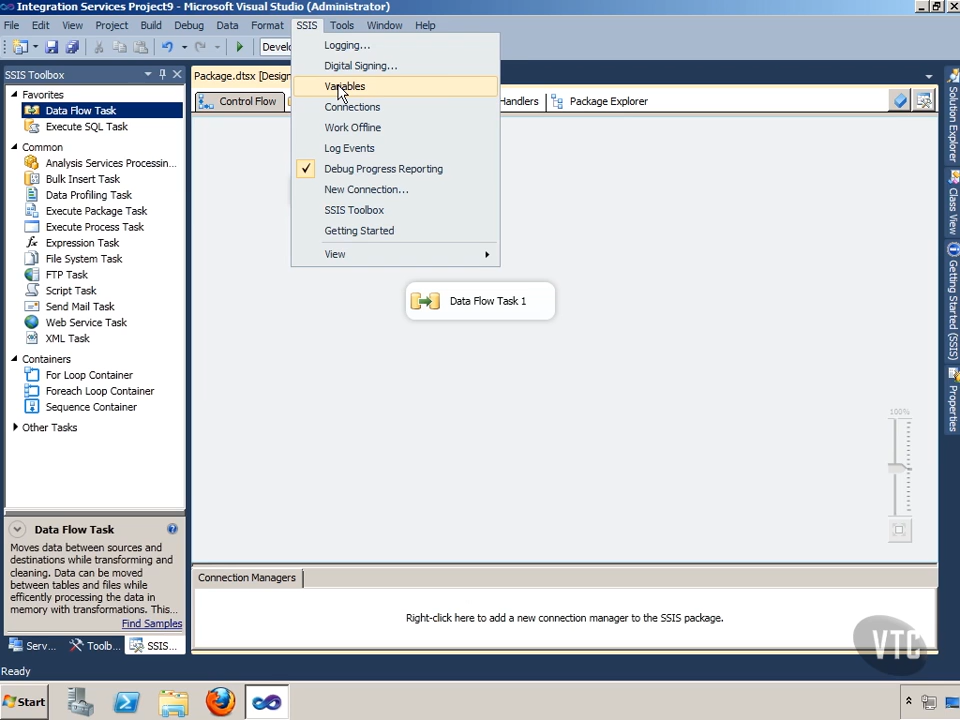 Integration Services Project9 - Microsoft Visual Studio (Administrator)
File Edit View Project Build Debug Data Format SSIS Tools Window Help
SSIS Toolbox
Favorites
Data Flow Task
Execute SQL Task
Common
Analysis Services Processin...
Bulk Insert Task
Data Profiling Task
Execute Package Task
Execute Process Task
Expression Task
File System Task
FTP Task
Script Task
Send Mail Task
Web Service Task
XML Task
Containers
For Loop Container
Foreach Loop Container
Sequence Container
Other Tasks
Data Flow Task
Moves data between sources and
destinations while transforming and
cleaning. Data can be moved
between tables and files while
efficently processing the data in
memory with transformations. This...
Find Samples
Serv...
Toolb...
SSIS...
Package.dtsx [Design
Control Flow
Handlers
Package Explorer
Logging...
Digital Signing...
Variables
Connections
Work Offline
Log Events
Debug Progress Reporting
New Connection...
SSIS Toolbox
Getting Started
View
Data Flow Task 1
100%
Connection Managers
Right-click here to add a new connection manager to the SSIS package.
Solution Explorer
Class View
Getting Started (SSIS)
Properties
VTC
Ready
Start